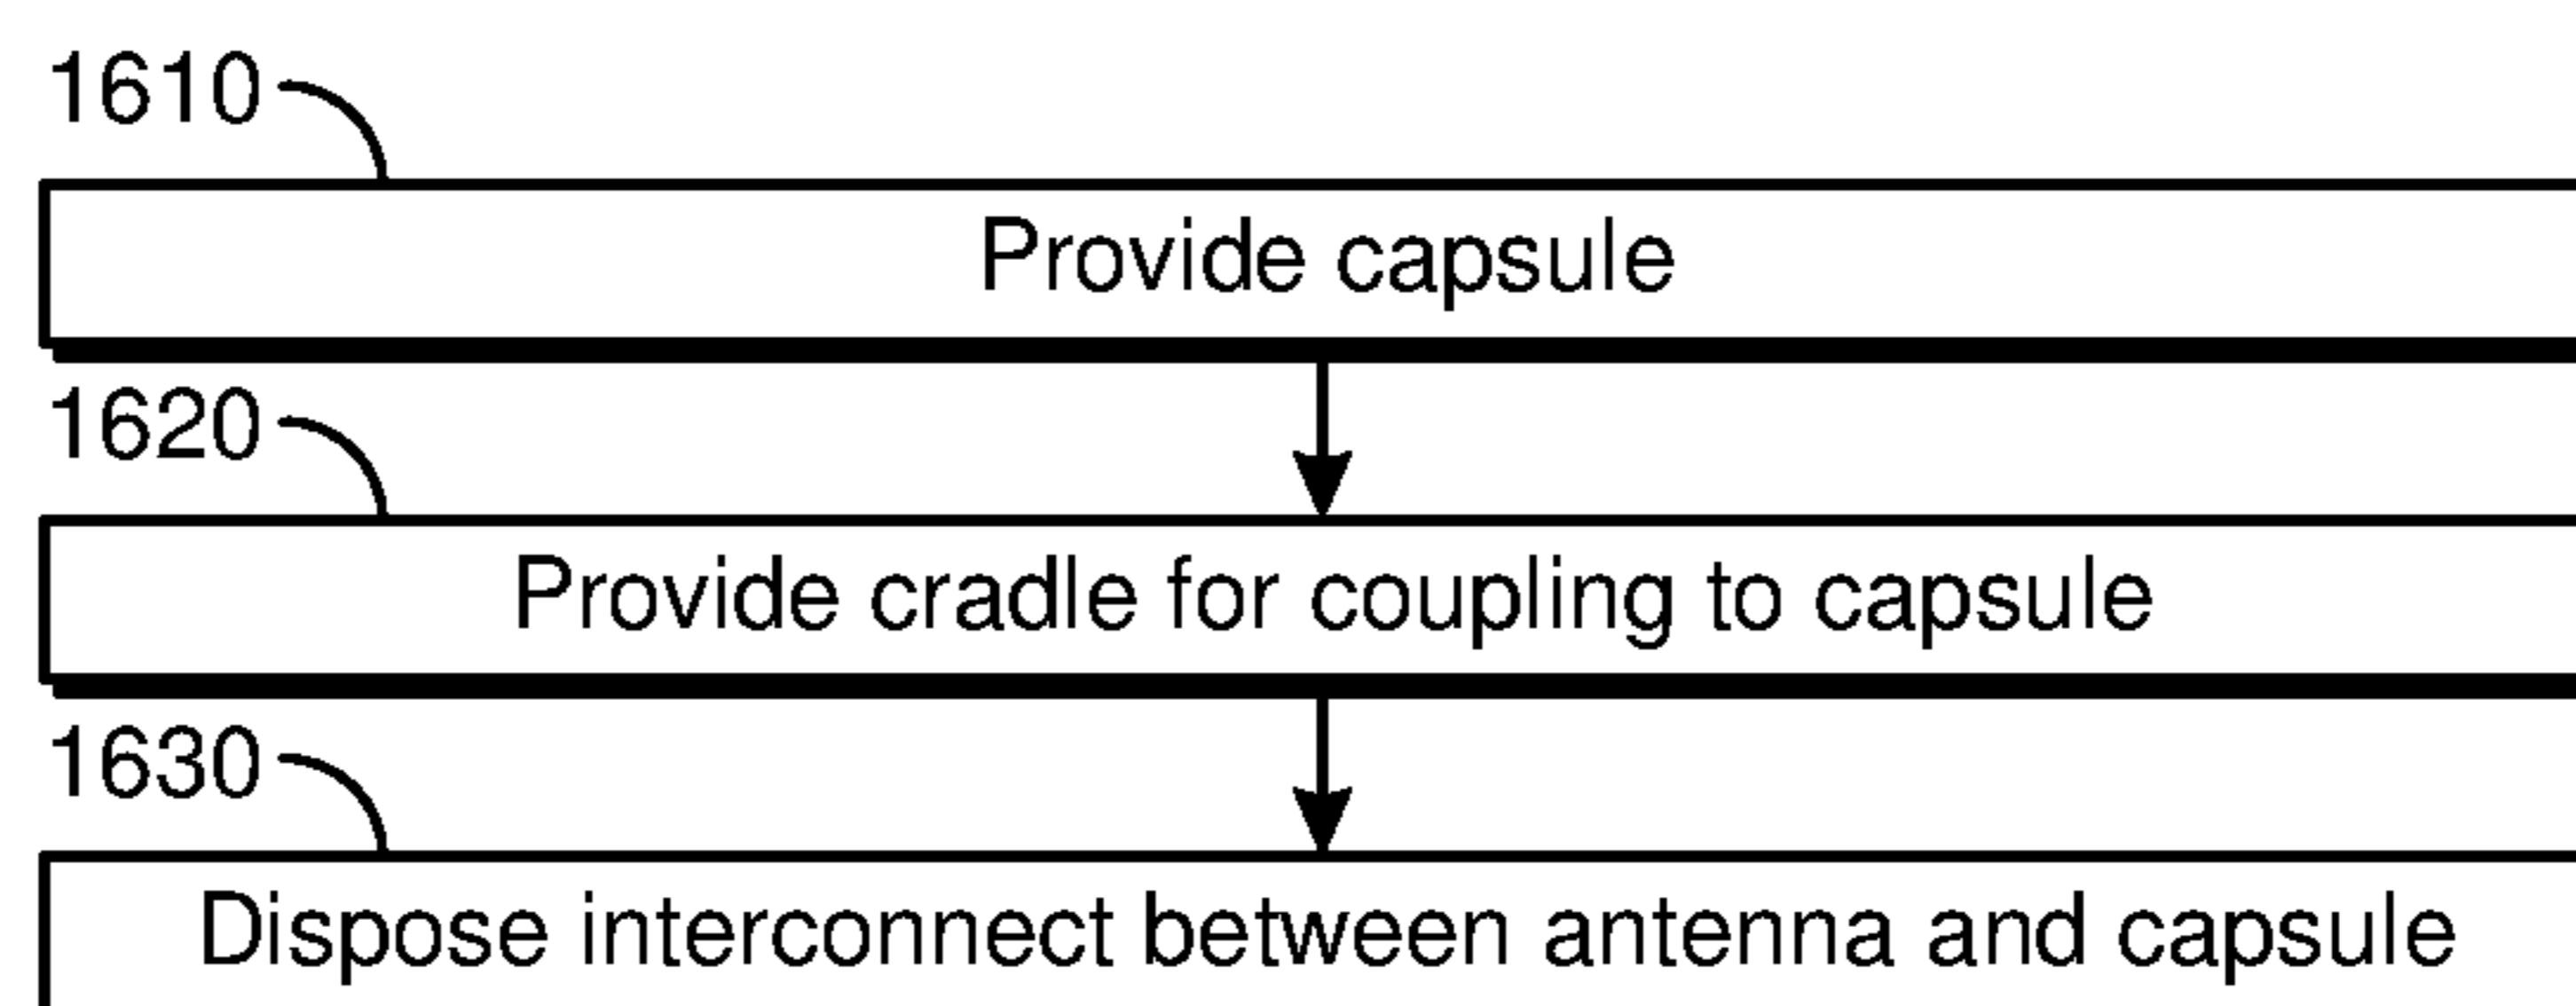 1610
Provide capsule
1620
Provide cradle for coupling to capsule
1630
Dispose interconnect between antenna and capsule